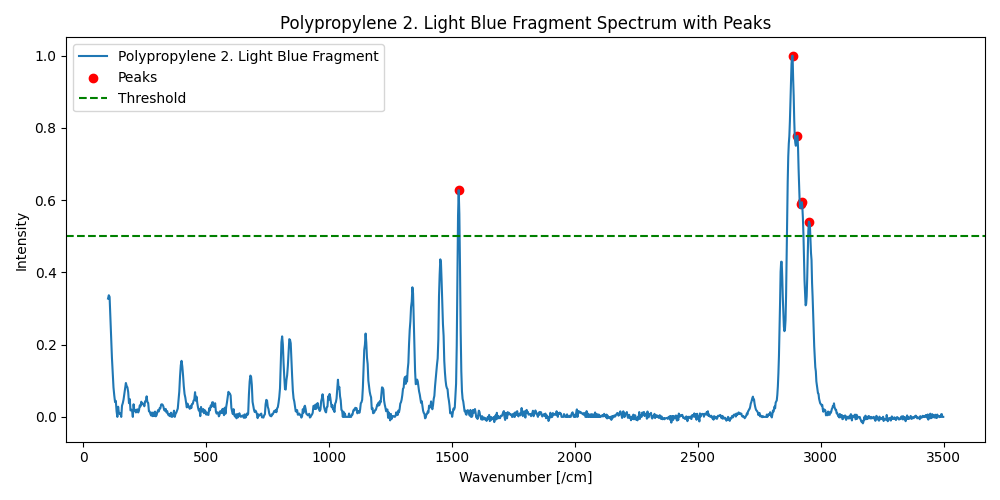 Polypropylene 2. Light Blue Fragment Spectrum with Peaks
Polypropylene 2. Light Blue Fragment
Peaks
Threshold
Intensity
1.0
0.8
0.6
0.4
0.2
0.0
0 500 1000 1500 2000 2500 3000 3500
Wavenumber [/cm]